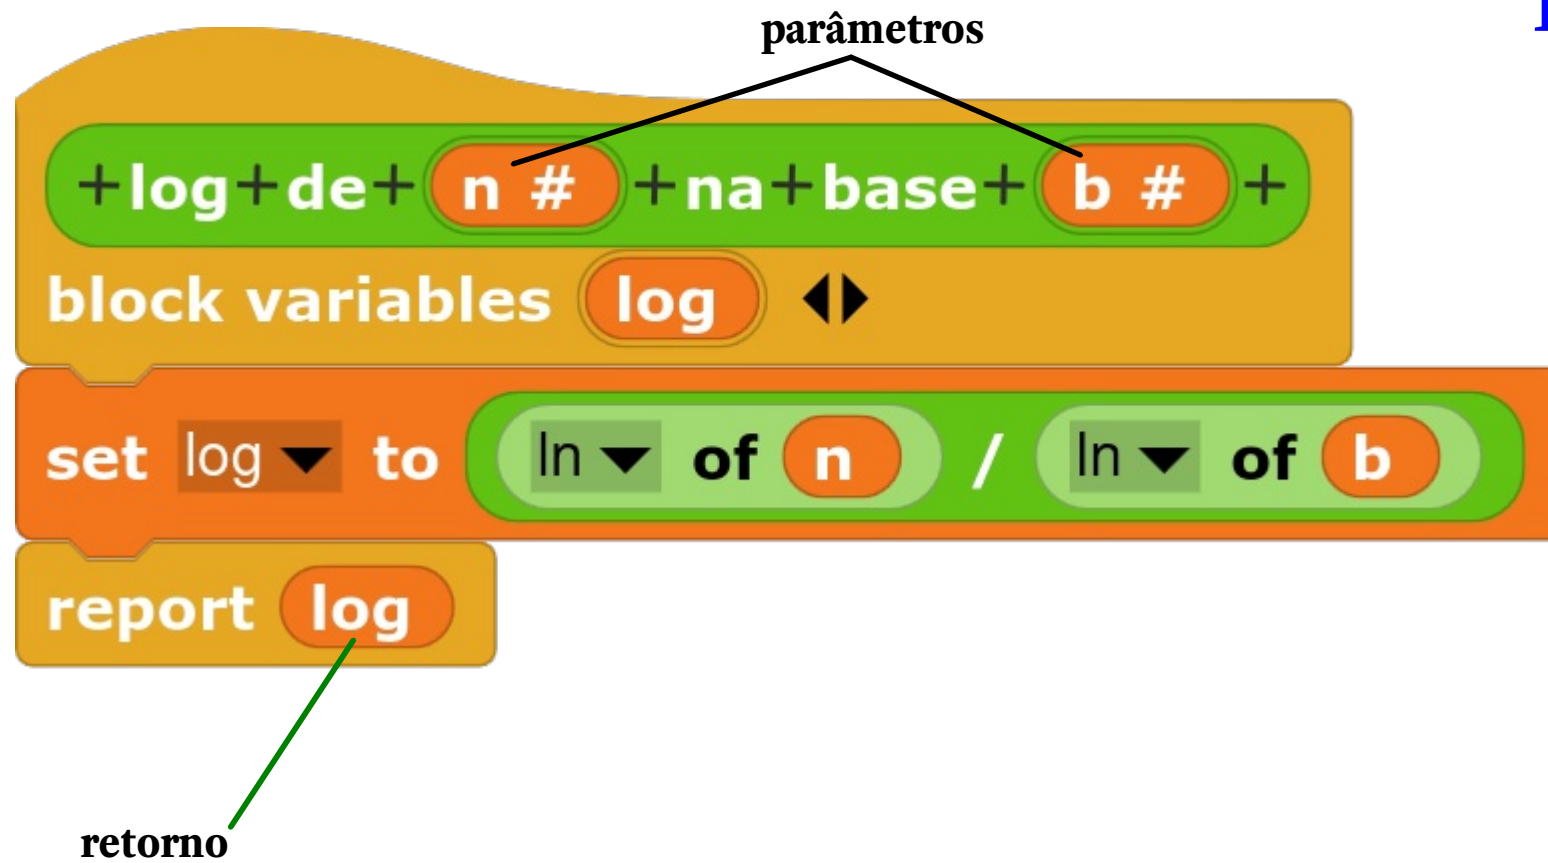 parâmetros
+log+de+ n # +na+base+ b # +
block variables log
set log to ln of n / ln of b
report log
retorno